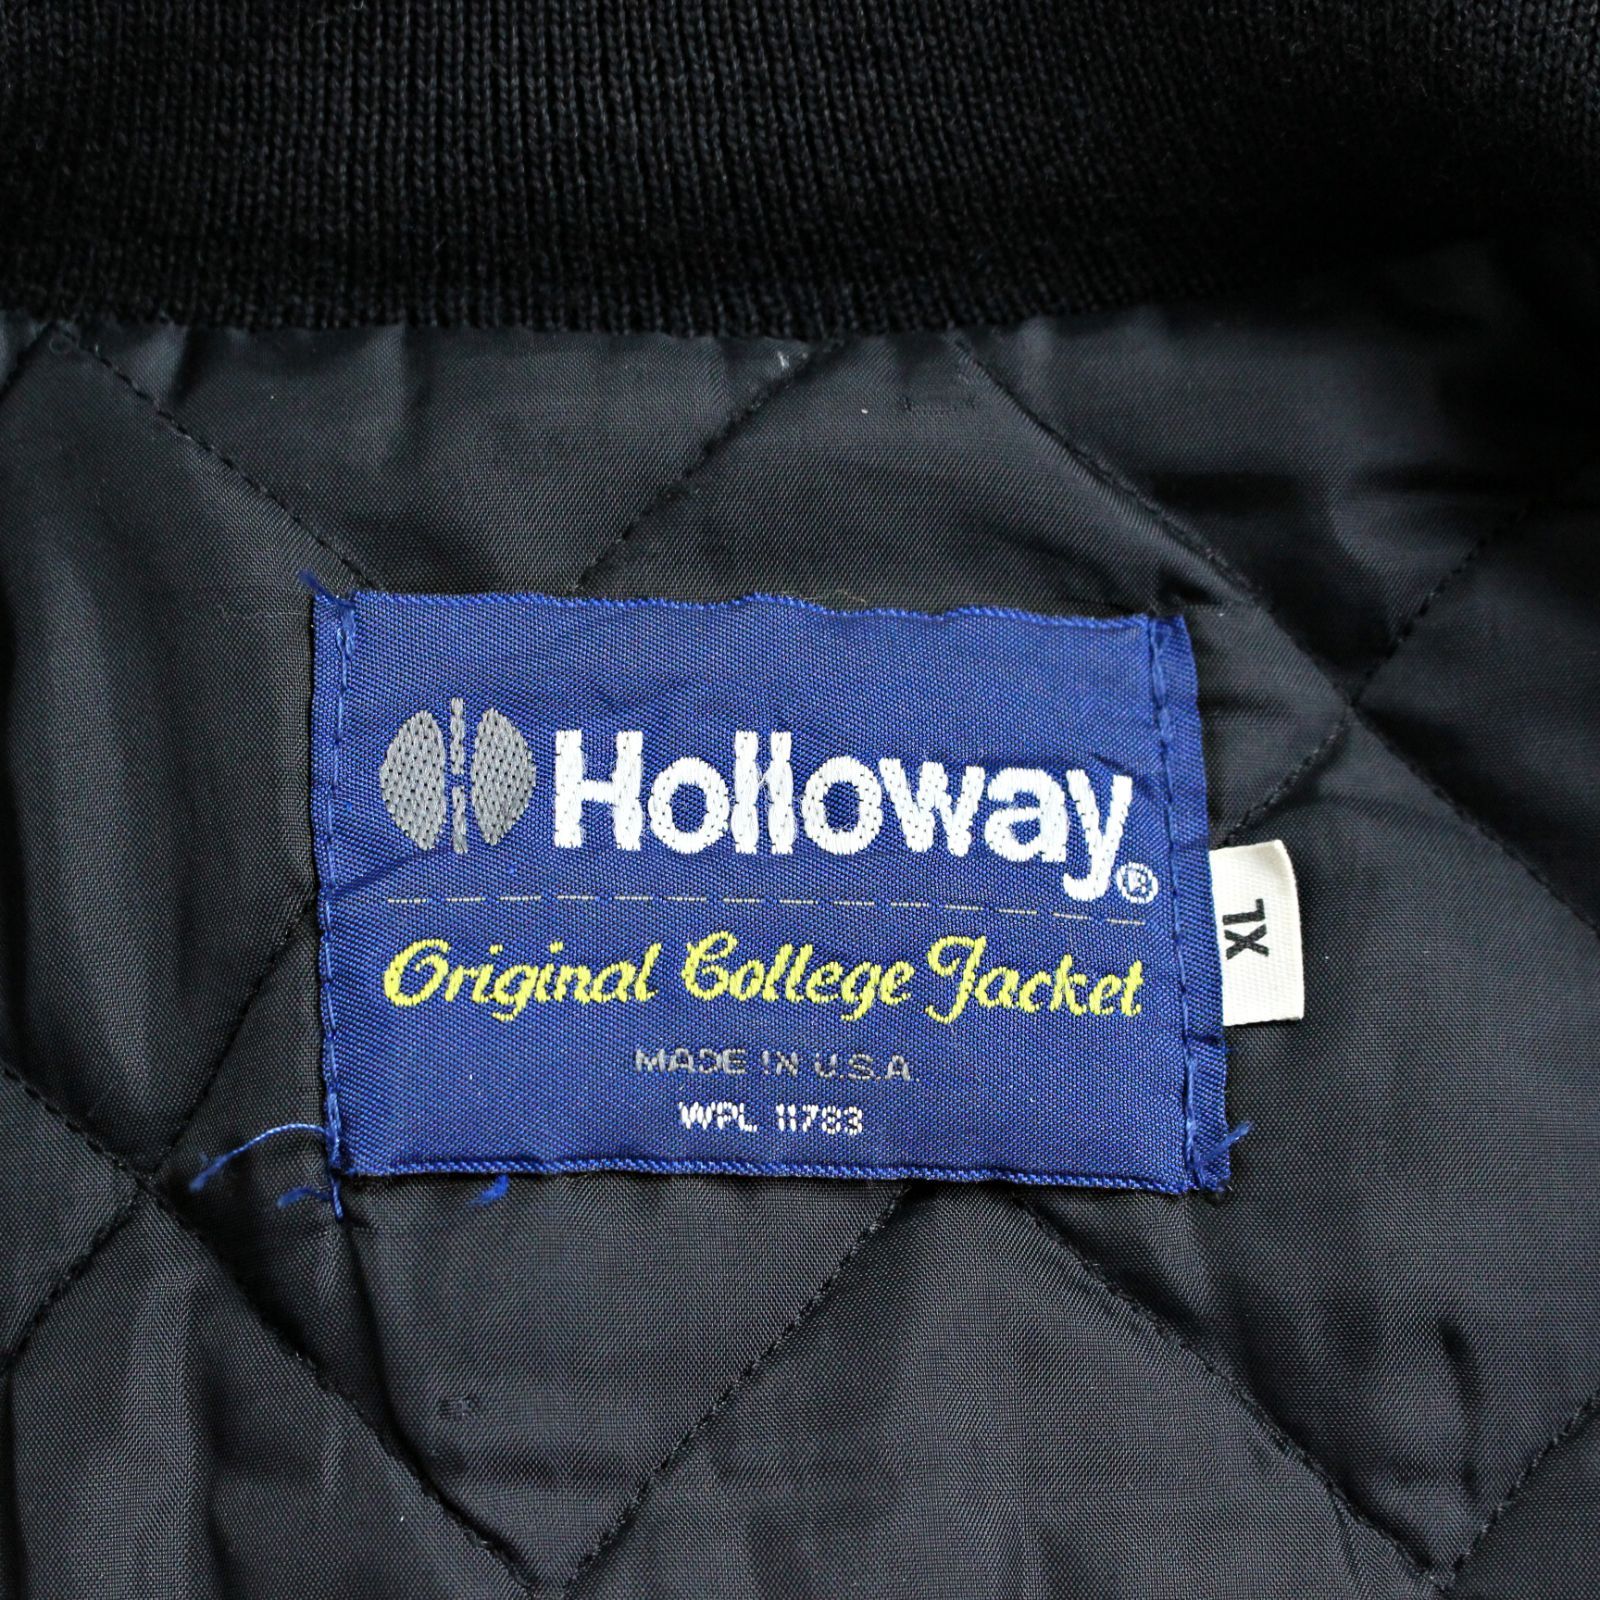 Holloway®
Original College Jacket
MADE IN U.S.A.
WPL 11783
XL